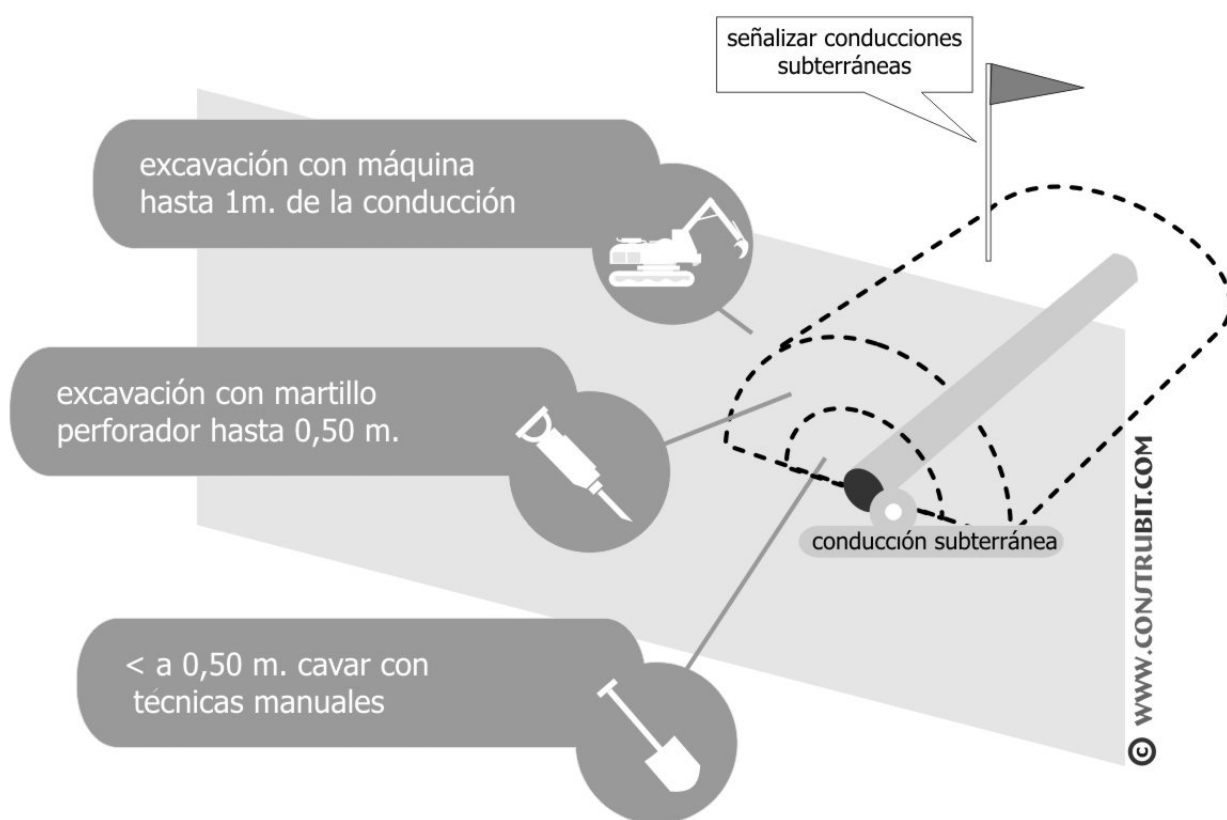 señalizar conducciones
subterráneas
excavación con máquina
hasta 1m. de la conducción
excavación con martillo
perforador hasta 0,50 m.
conducción subterránea
< a 0,50 m. cavar con
técnicas manuales
© WWW.CONSTRUBIT.COM